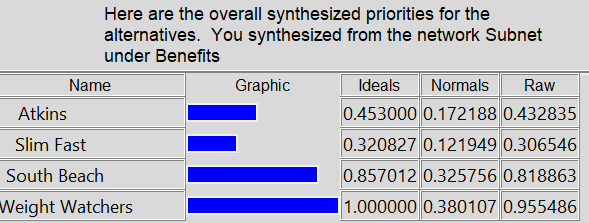 Here are the overall synthesized priorities for the
alternatives.  You synthesized from the network Subnet
under Benefits
Name Graphic Ideals Normals Raw
Atkins 0.453000 0.172188 0.432835
Slim Fast 0.320827 0.121949 0.306546
South Beach 0.857012 0.325756 0.818863
Weight Watchers 1.000000 0.380107 0.955486